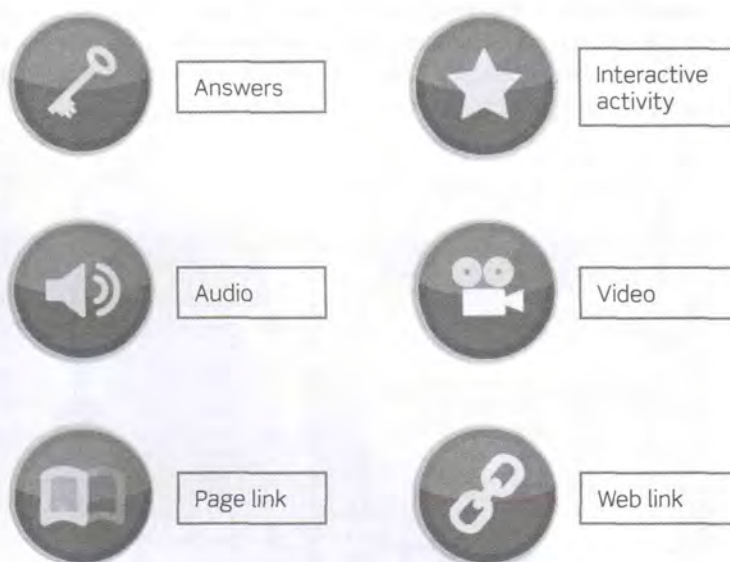 Answers
Interactive
activity
Audio
Video
Page link
Web link